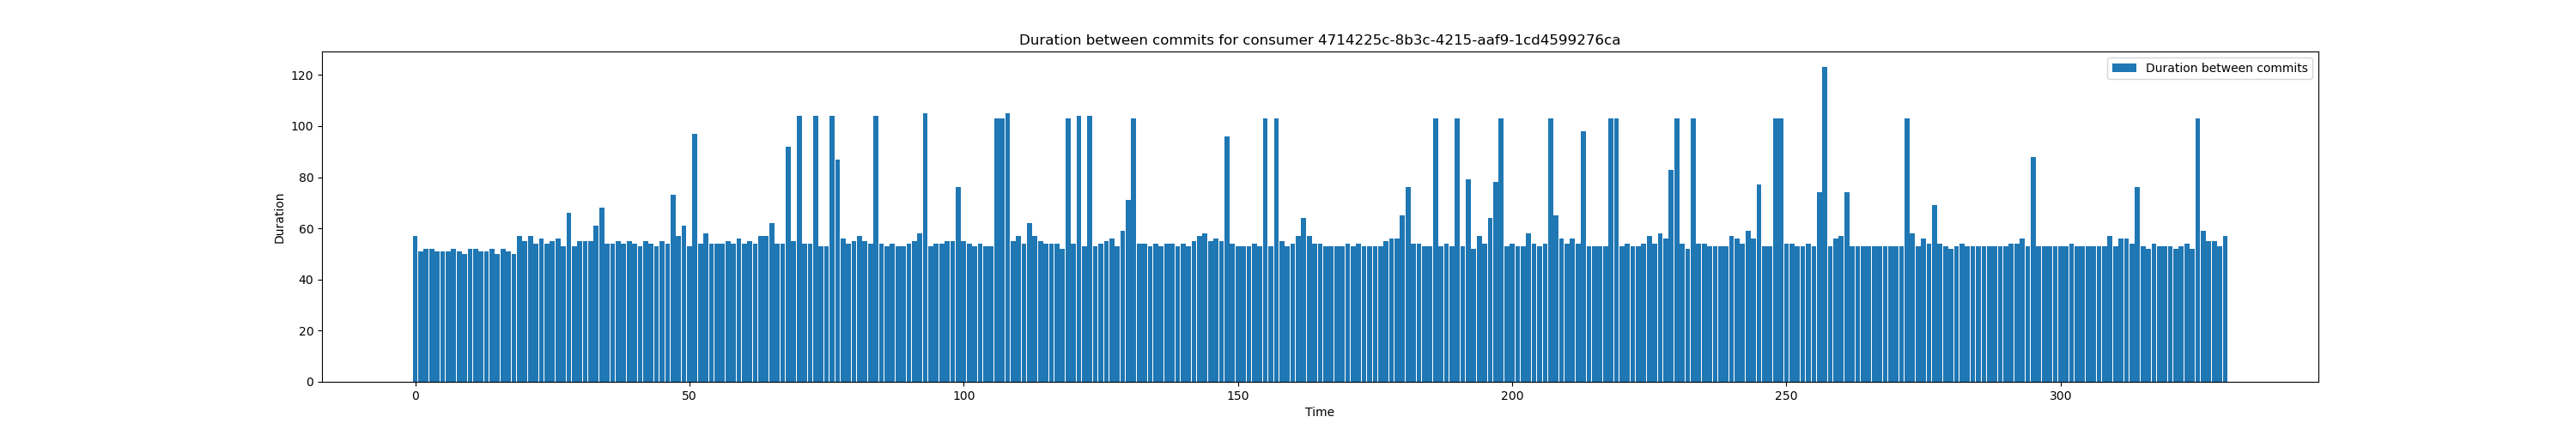 Duration between commits for consumer 4714225c-8b3c-4215-aaf9-1cd4599276ca
Duration between commits
120
100
80
60
40
20
0
Duration
0 50 100 150 200 250 300
Time